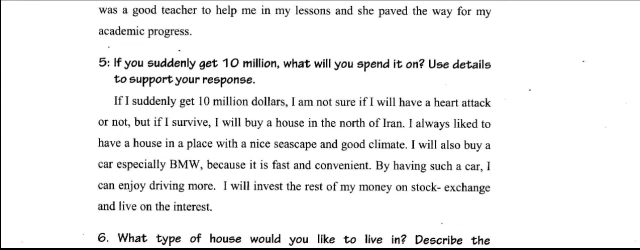 was a good teacher to help me in my lessons and she paved the way for my
academic progress.
5: If you suddenly get 10 million, what will you spend it on? Use details
to support your response.
If I suddenly get 10 million dollars, I am not sure if I will have a heart attack
or not, but if I survive, I will buy a house in the north of Iran. I always liked to
have a house in a place with a nice seascape and good climate. I will also buy a
car especially BMW, because it is fast and convenient. By having such a car, I
can enjoy driving more. I will invest the rest of my money on stock- exchange
and live on the interest.
6. What type of house would you like to live in? Describe the